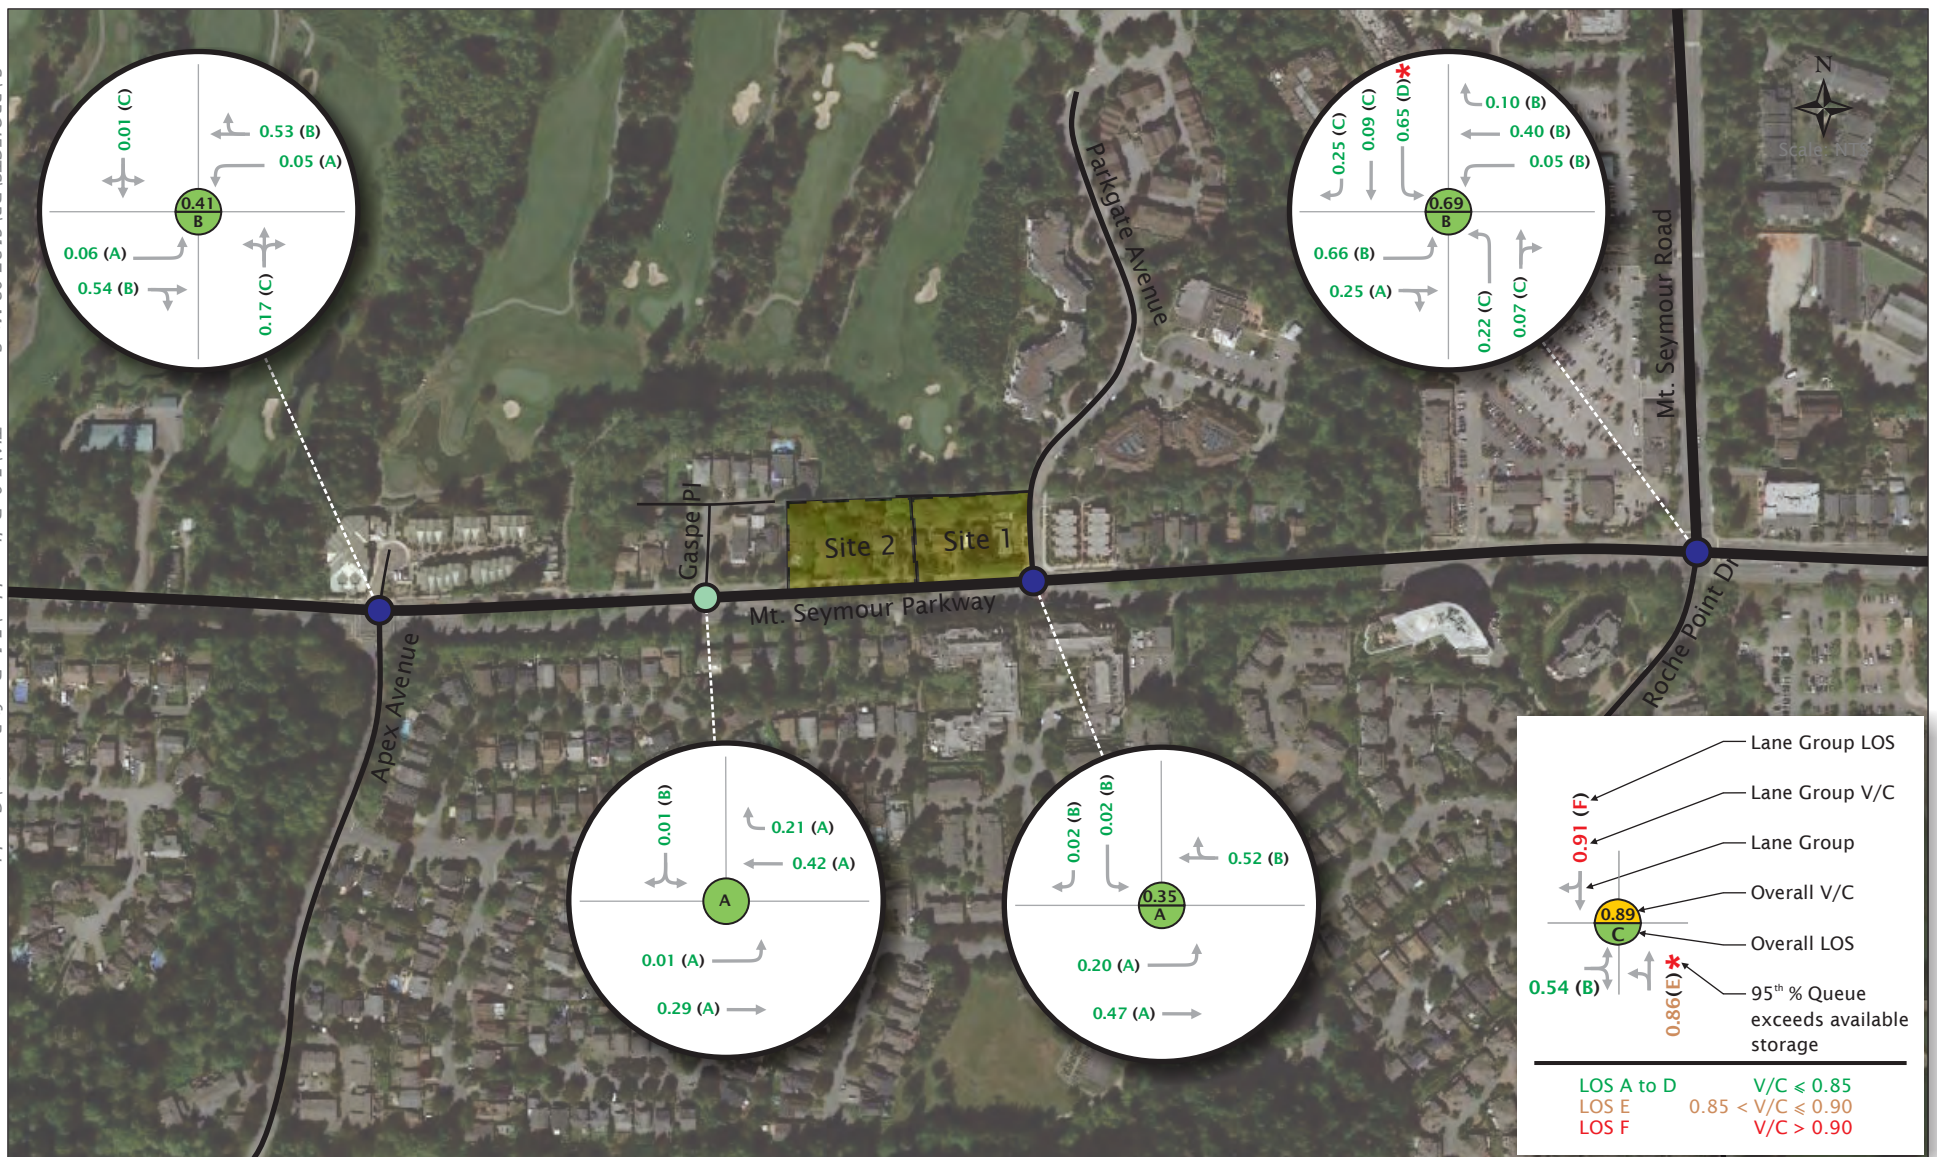 0.01 (C)
0.53 (B)
0.05 (A)
0.41
B
0.06 (A)
0.54 (B)
0.17 (C)
0.25 (C)
0.09 (C)
0.65 (D)*
0.10 (B)
0.40 (B)
0.05 (B)
0.69
B
0.66 (B)
0.25 (A)
0.22 (C)
0.07 (C)
N
Scale: NTS
Parkgate Avenue
Mt. Seymour Road
Gaspe Pl
Site 2
Site 1
Mt. Seymour Parkway
Apex Avenue
Roche Point Dr
0.01 (B)
0.21 (A)
0.42 (A)
A
0.01 (A)
0.29 (A)
0.02 (B)
0.02 (B)
0.52 (B)
0.35
A
0.20 (A)
0.47 (A)
Lane Group LOS
Lane Group V/C
Lane Group
Overall V/C
Overall LOS
95th % Queue
exceeds available
storage
0.91 (F)
0.89
C
0.54 (B)
0.86(E)*
LOS A to D V/C ⩽ 0.85
LOS E 0.85 < V/C ⩽ 0.90
LOS F V/C > 0.90